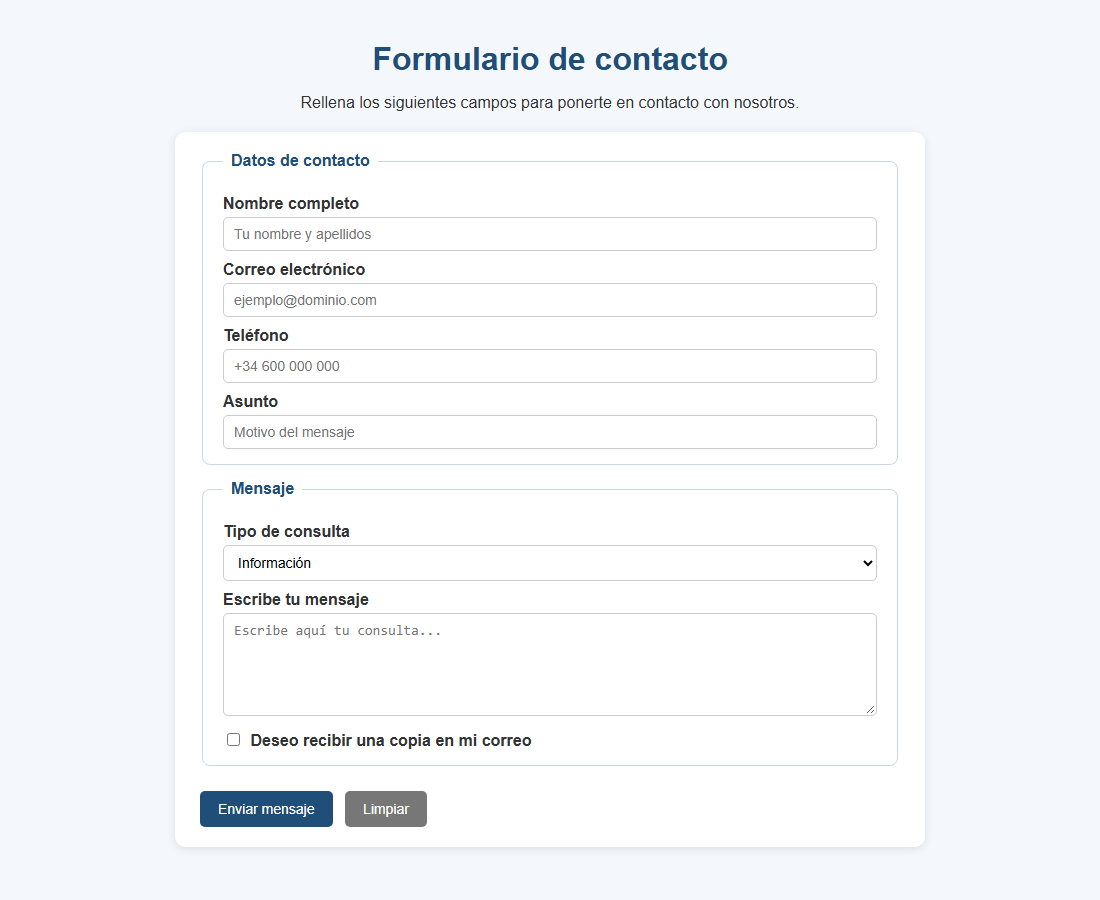 Formulario de contacto
Rellena los siguientes campos para ponerte en contacto con nosotros.
Datos de contacto
Nombre completo
Tu nombre y apellidos
Correo electrónico
ejemplo@dominio.com
Teléfono
+34 600 000 000
Asunto
Motivo del mensaje
Mensaje
Tipo de consulta
Información
Escribe tu mensaje
Escribe aquí tu consulta...
Deseo recibir una copia en mi correo
Enviar mensaje Limpiar